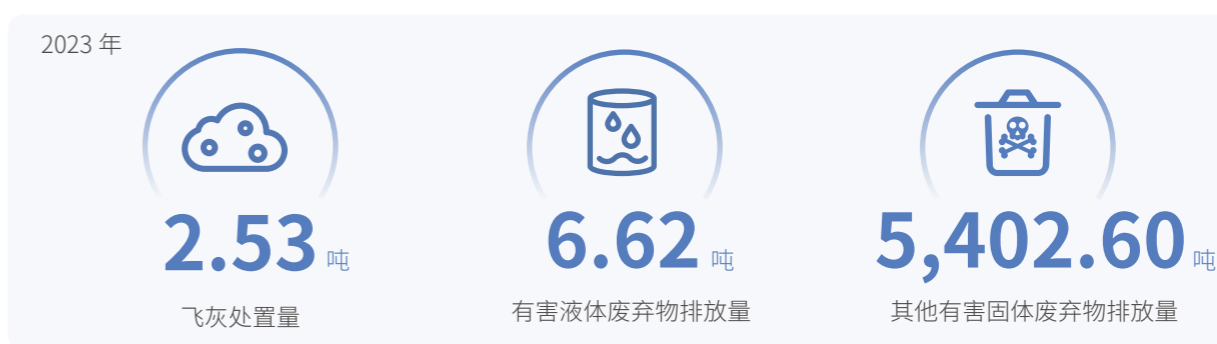 2023 年
2.53 吨
飞灰处置量
6.62 吨
有害液体废弃物排放量
5,402.60 吨
其他有害固体废弃物排放量